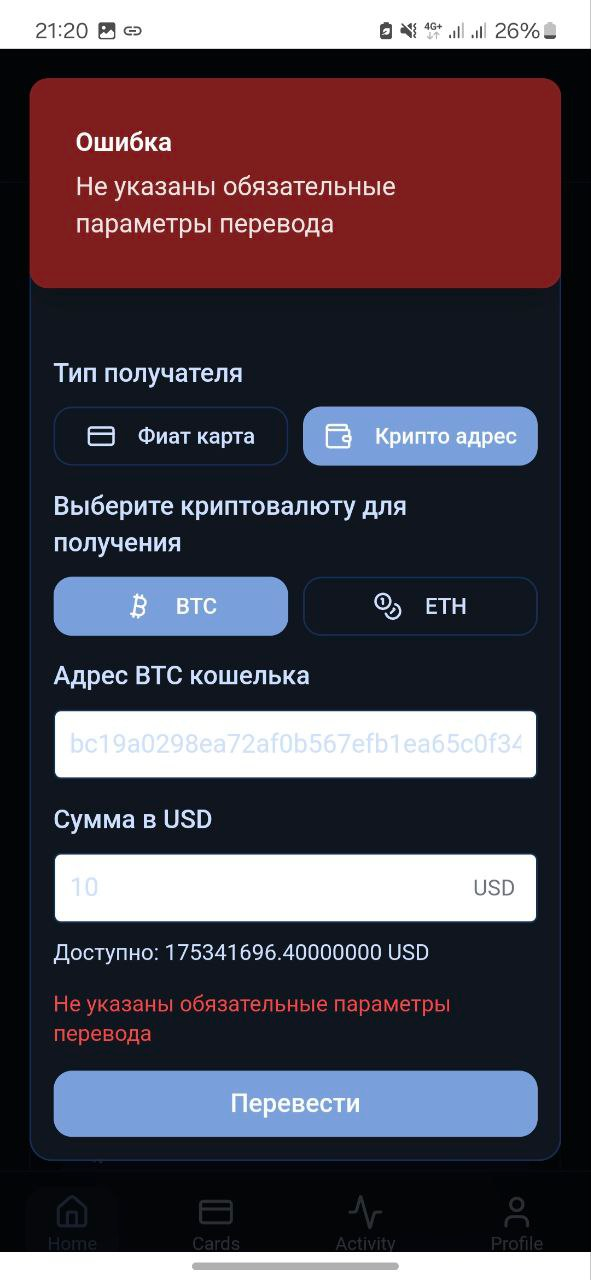 21:20 4G+ 26%
Ошибка
Не указаны обязательные
параметры перевода
Тип получателя
Фиат карта Крипто адрес
Выберите криптовалюту для
получения
BTC ETH
Адрес BTC кошелька
bc19a0298ea72af0b567efb1ea65c0f34
Сумма в USD
10 USD
Доступно: 175341696.40000000 USD
Не указаны обязательные параметры
перевода
Перевести
Home Cards Activity Profile